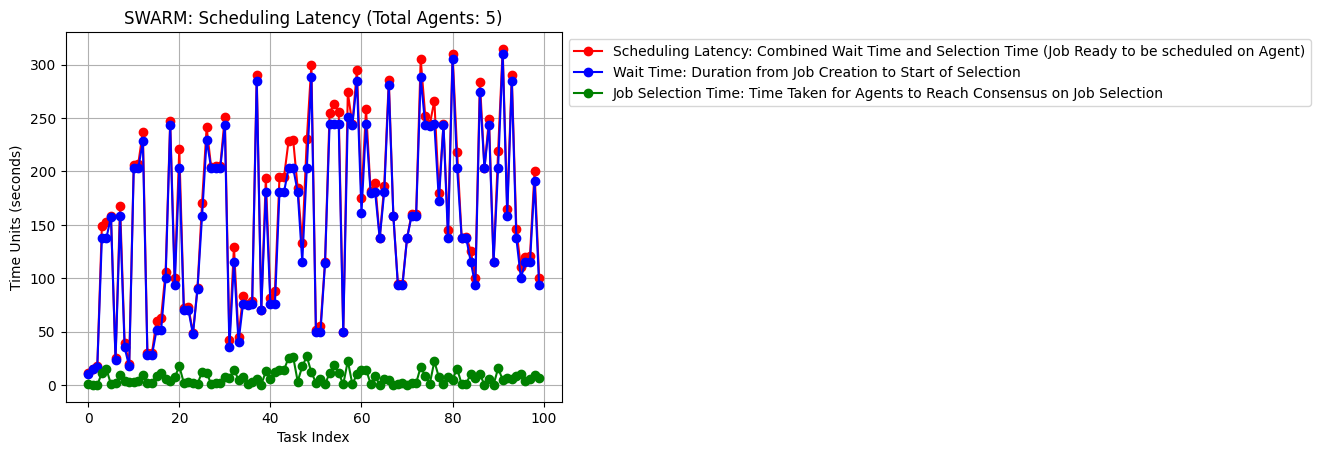 SWARM: Scheduling Latency (Total Agents: 5)
Scheduling Latency: Combined Wait Time and Selection Time (Job Ready to be scheduled on Agent)
Wait Time: Duration from Job Creation to Start of Selection
Job Selection Time: Time Taken for Agents to Reach Consensus on Job Selection
Time Units (seconds)
300
250
200
150
100
50
0
0 20 40 60 80 100
Task Index